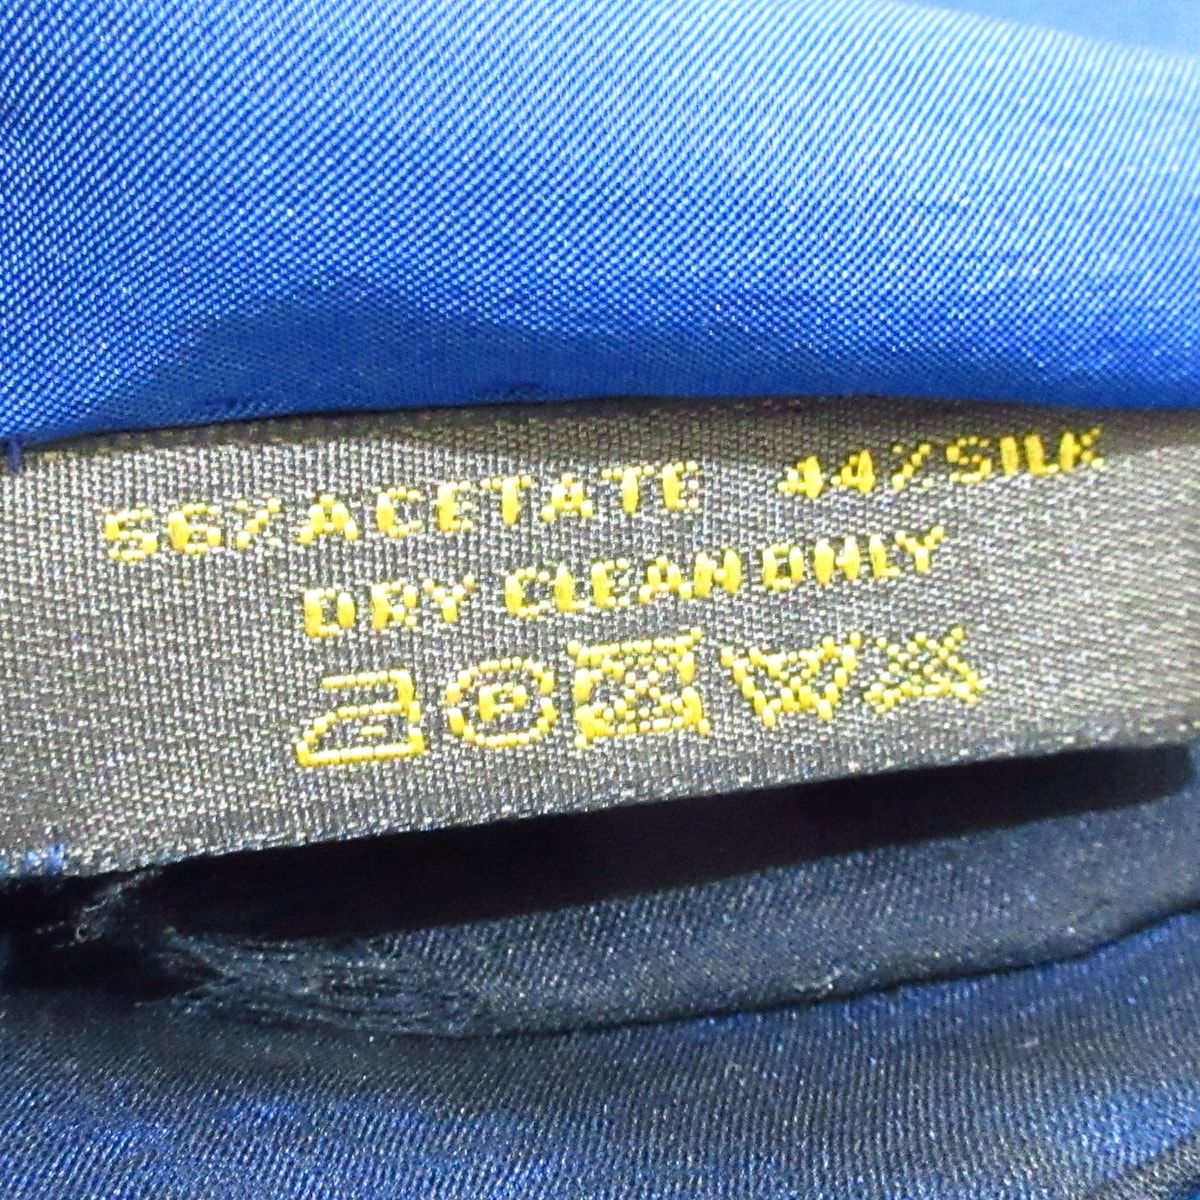 56% ACETATE 44% SILK
DRY CLEAN ONLY
P